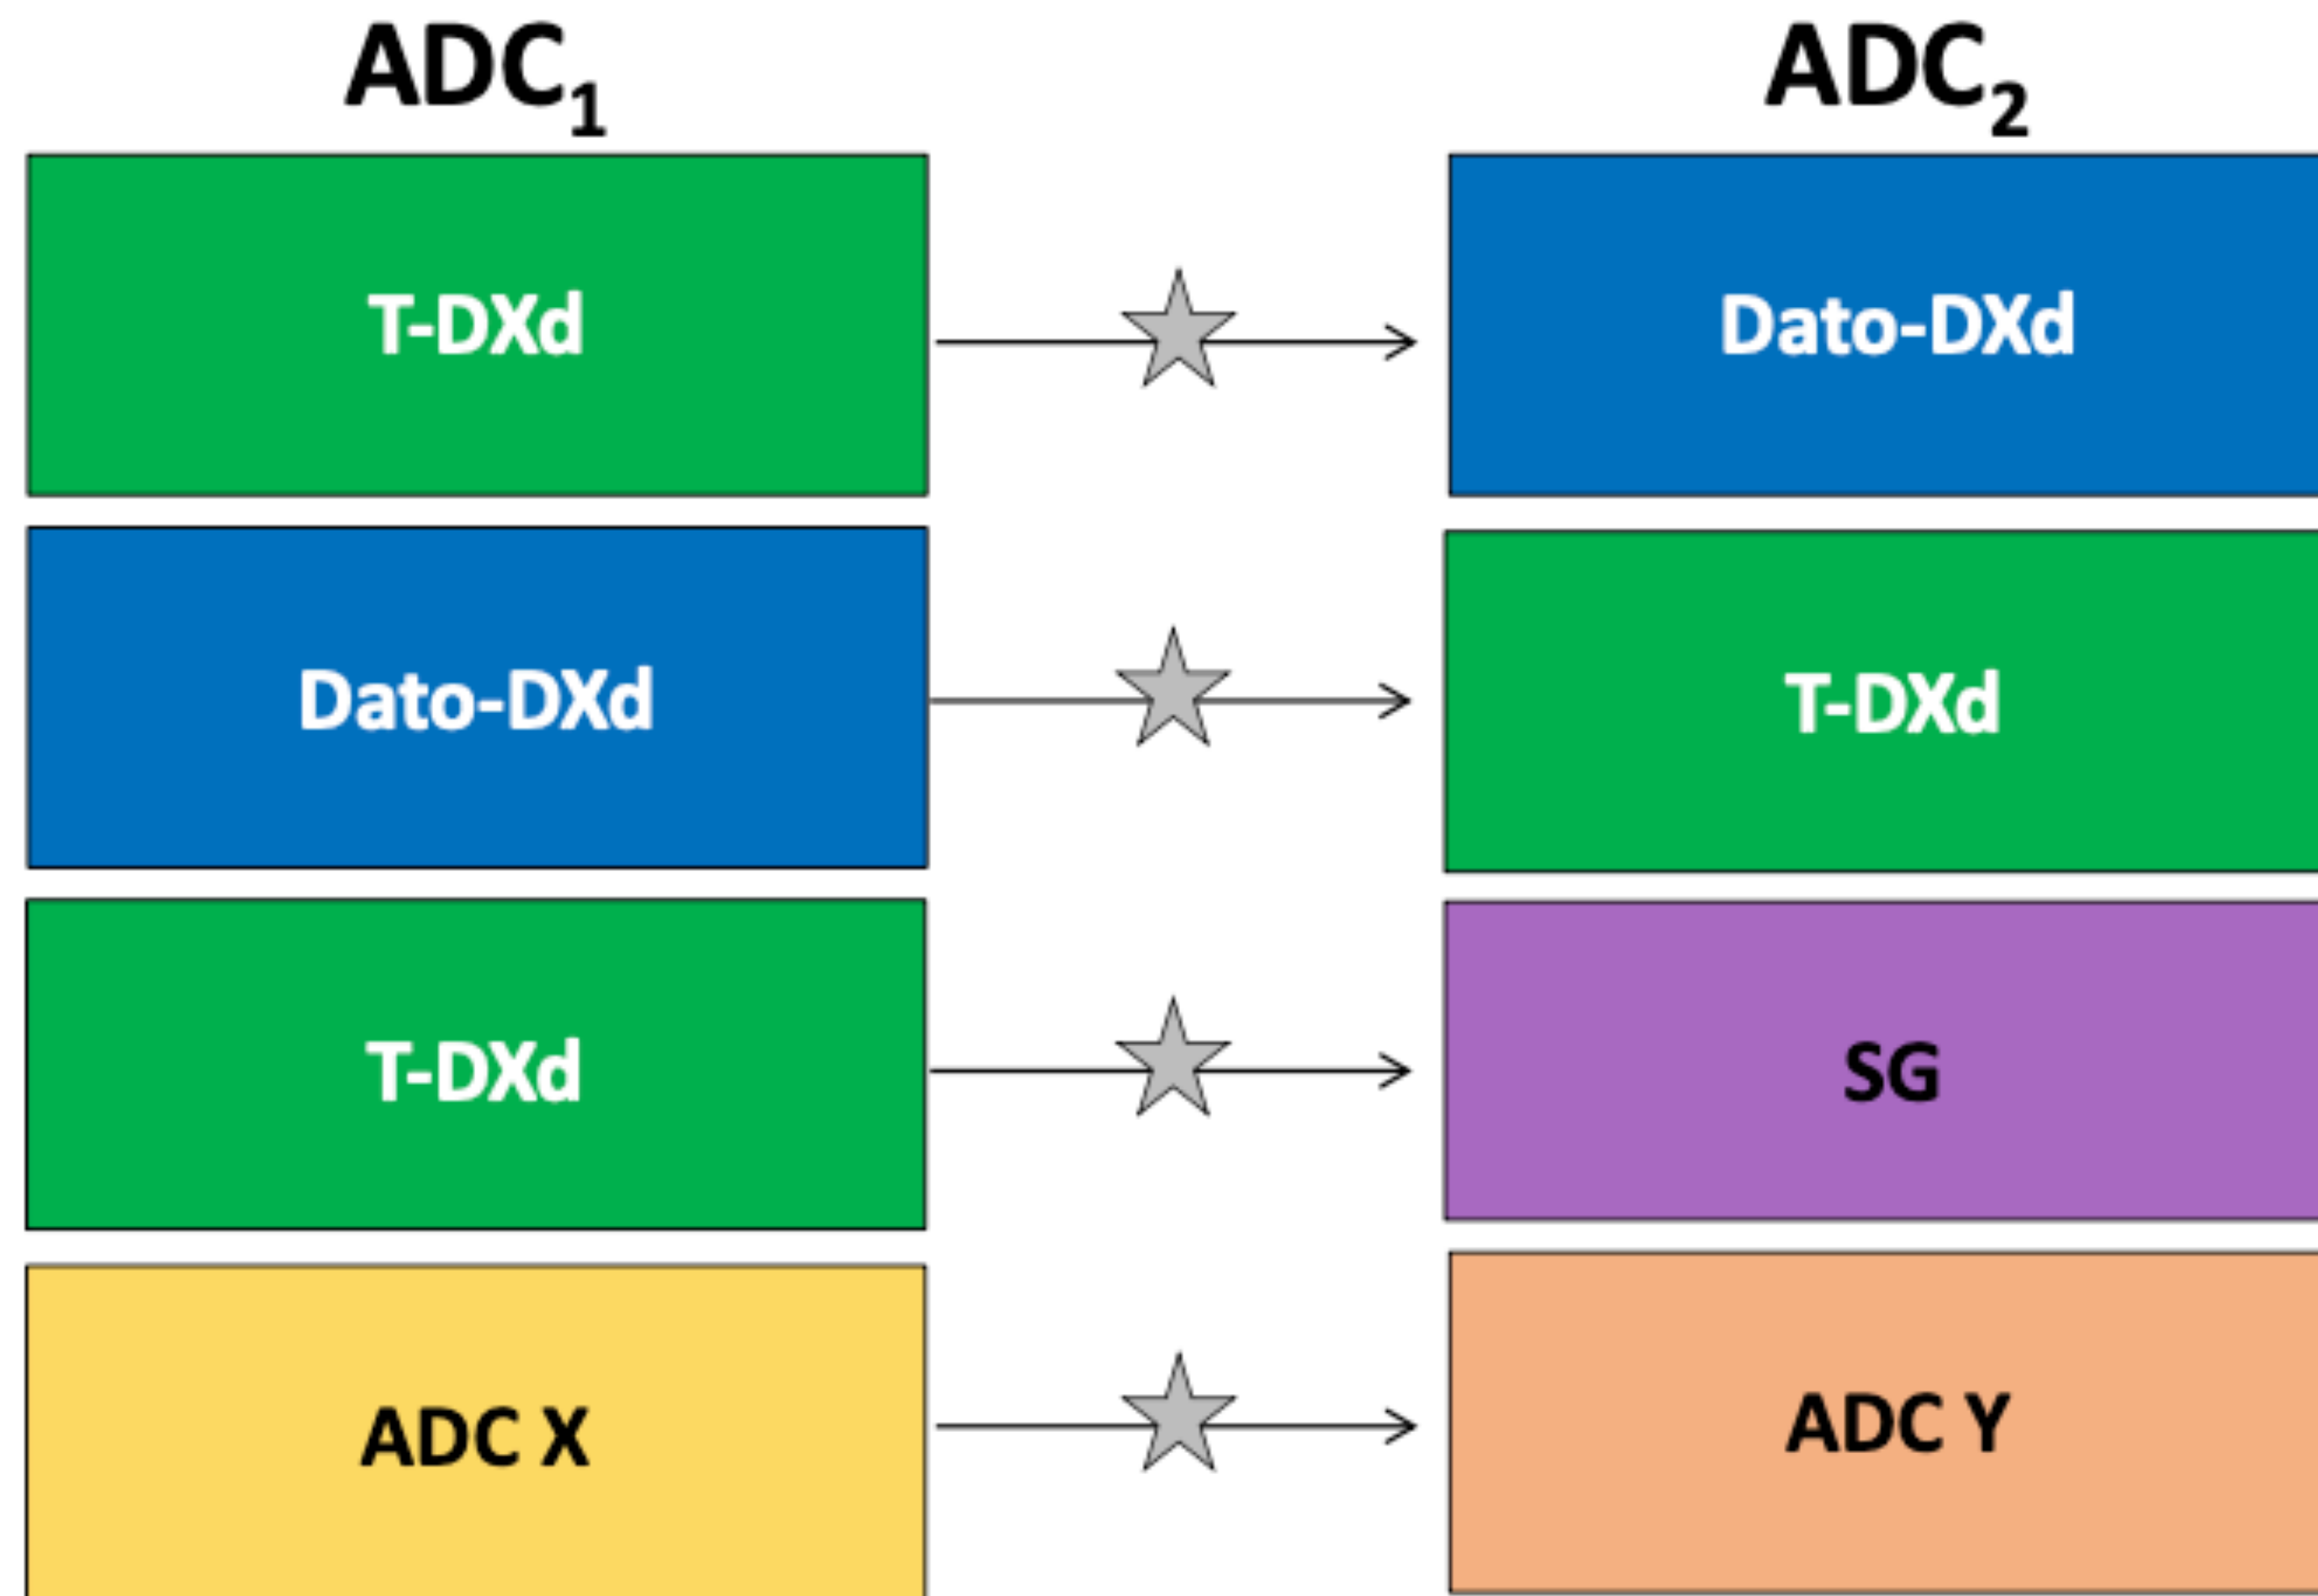 ADC₁ ADC₂
T-DXd Dato-DXd
Dato-DXd T-DXd
T-DXd SG
ADC X ADC Y